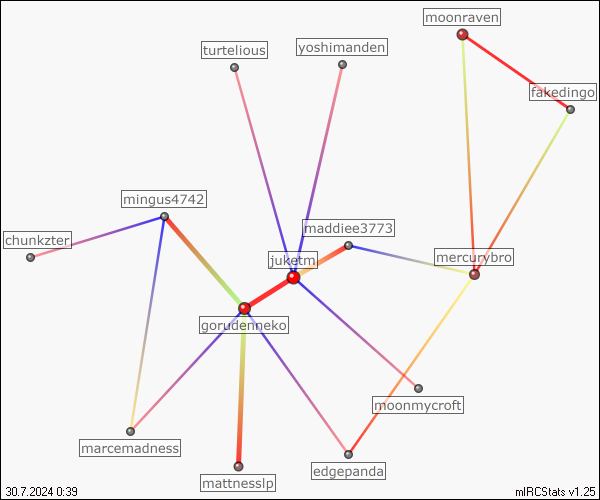 moonraven
turtelious
yoshimanden
fakedingo
mingus4742
maddiee3773
chunkzter
juketm
mercurybro
gorudenneko
moonmycroft
marcemadness
edgepanda
mattnesslp
30.7.2024 0:39
mIRCStats v1.25